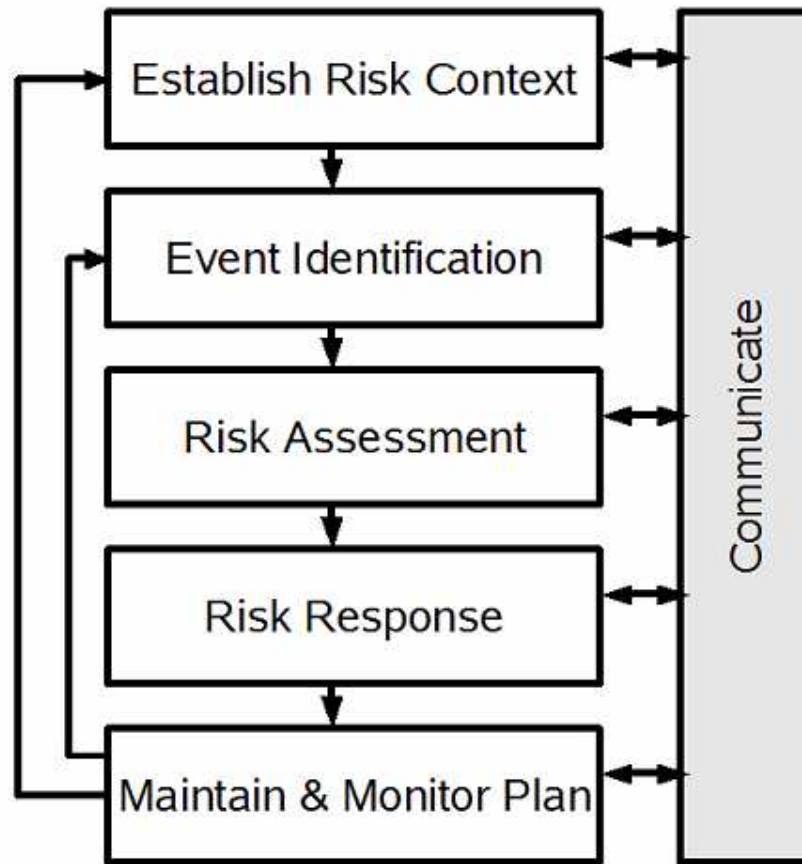 Establish Risk Context
Event Identification
Risk Assessment
Risk Response
Maintain & Monitor Plan
Communicate